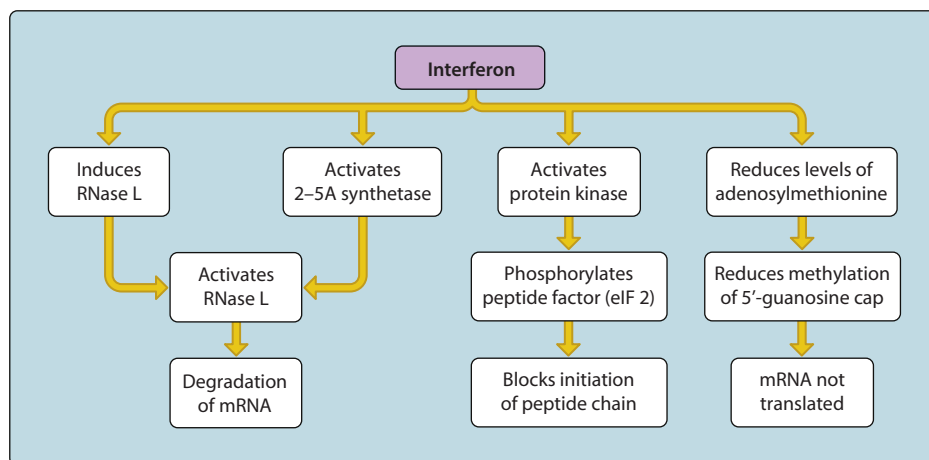 Interferon
Induces
RNase L
Activates
2–5A synthetase
Activates
protein kinase
Reduces levels of
adenosylmethionine
Activates
RNase L
Phosphorylates
peptide factor (eIF 2)
Reduces methylation
of 5′-guanosine cap
Degradation
of mRNA
Blocks initiation
of peptide chain
mRNA not
translated